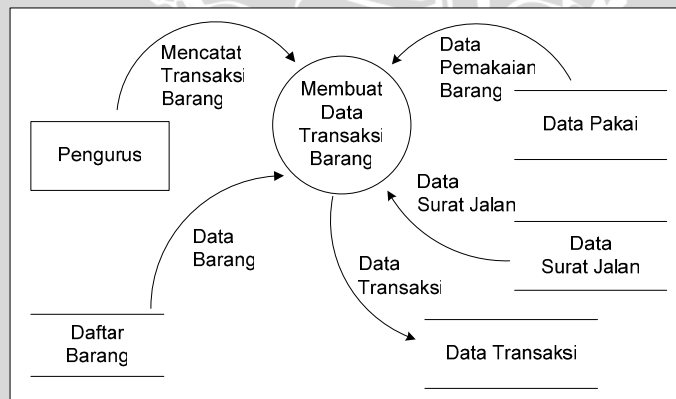 Mencatat
Transaksi
Barang
Membuat
Data
Transaksi
Barang
Data
Pemakaian
Barang
Data Pakai
Pengurus
Data
Surat Jalan
Data
Barang
Data
Transaksi
Data
Surat Jalan
Daftar
Barang
Data Transaksi